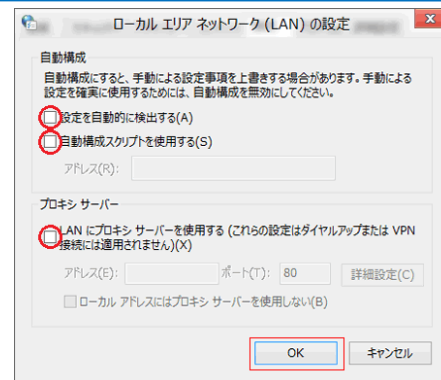 ローカル エリア ネットワーク (LAN) の設定
自動構成
自動構成にすると、手動による設定事項を上書きする場合があります。手動による
設定を確実に使用するためには、自動構成を無効にしてください。
設定を自動的に検出する(A)
自動構成スクリプトを使用する(S)
アドレス(R):
プロキシ サーバー
LAN にプロキシ サーバーを使用する (これらの設定はダイヤルアップまたは VPN
接続には適用されません)(X)
アドレス(E): ポート(T): 80 詳細設定(C)
ローカル アドレスにはプロキシ サーバーを使用しない(B)
OK キャンセル